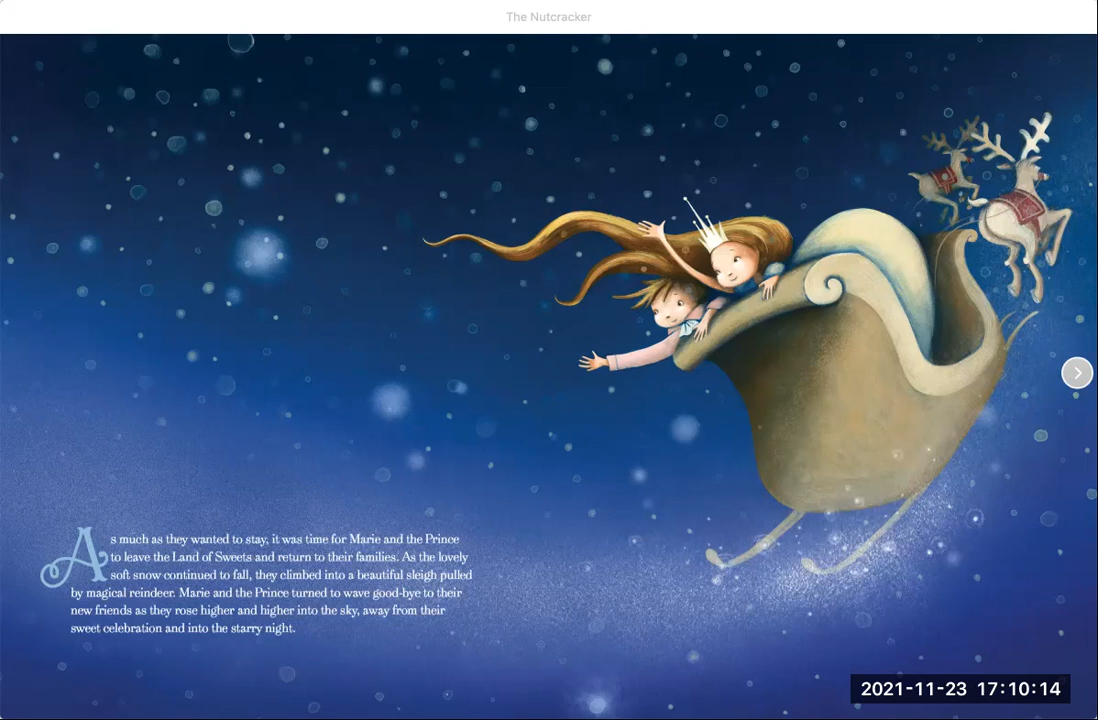 The Nutcracker
As much as they wanted to stay, it was time for Marie and the Prince
to leave the Land of Sweets and return to their families. As the lovely
soft snow continued to fall, they climbed into a beautiful sleigh pulled
by magical reindeer. Marie and the Prince turned to wave good-bye to their
new friends as they rose higher and higher into the sky, away from their
sweet celebration and into the starry night.
2021-11-23 17:10:14